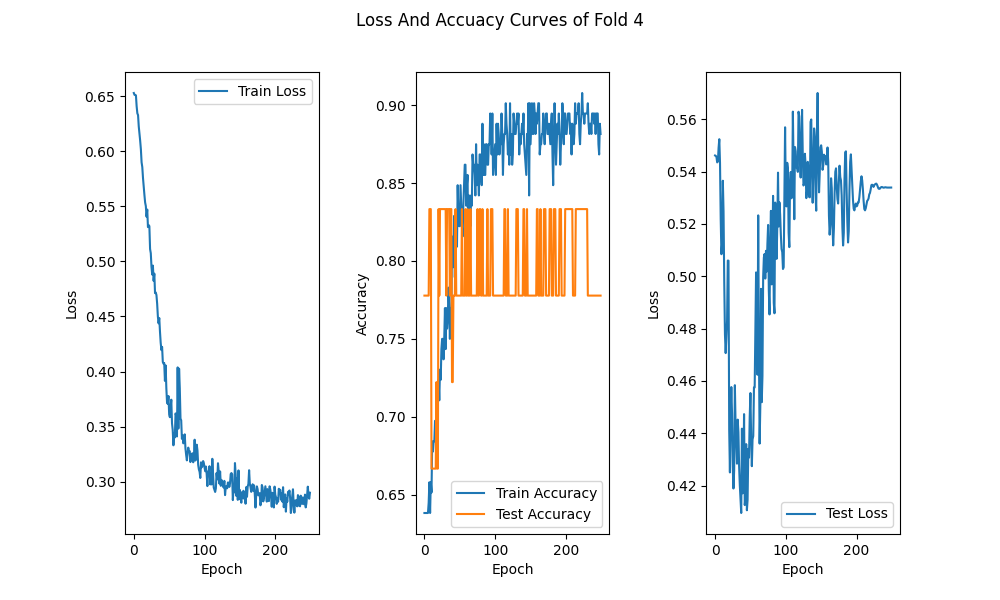 Loss And Accuacy Curves of Fold 4
Loss
0.65
0.60
0.55
0.50
0.45
0.40
0.35
0.30
Train Loss
0
100
200
Epoch
Accuracy
0.90
0.85
0.80
0.75
0.70
0.65
Train Accuracy
Test Accuracy
0
100
200
Epoch
Loss
0.56
0.54
0.52
0.50
0.48
0.46
0.44
0.42
Test Loss
0
100
200
Epoch